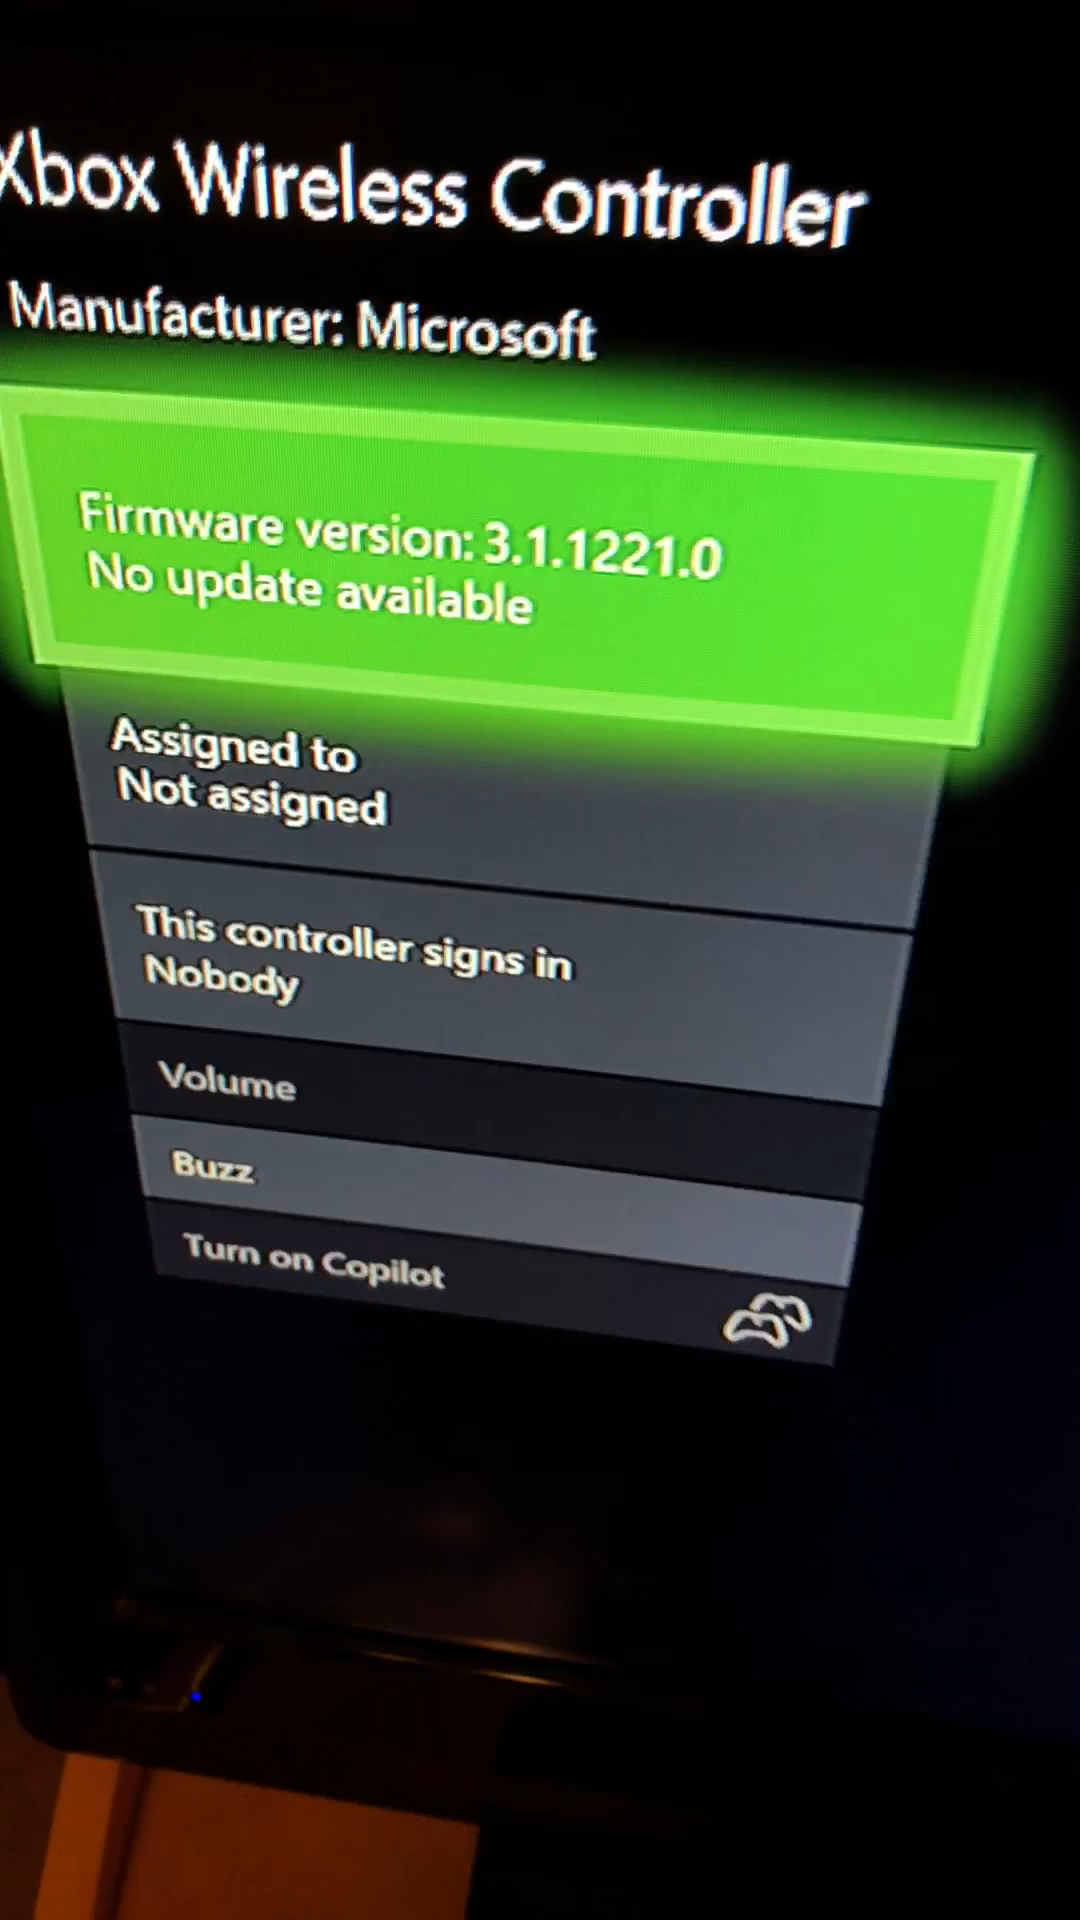 Xbox Wireless Controller
Manufacturer: Microsoft
Firmware version: 3.1.1221.0
No update available
Assigned to
Not assigned
This controller signs in
Nobody
Volume
Buzz
Turn on Copilot